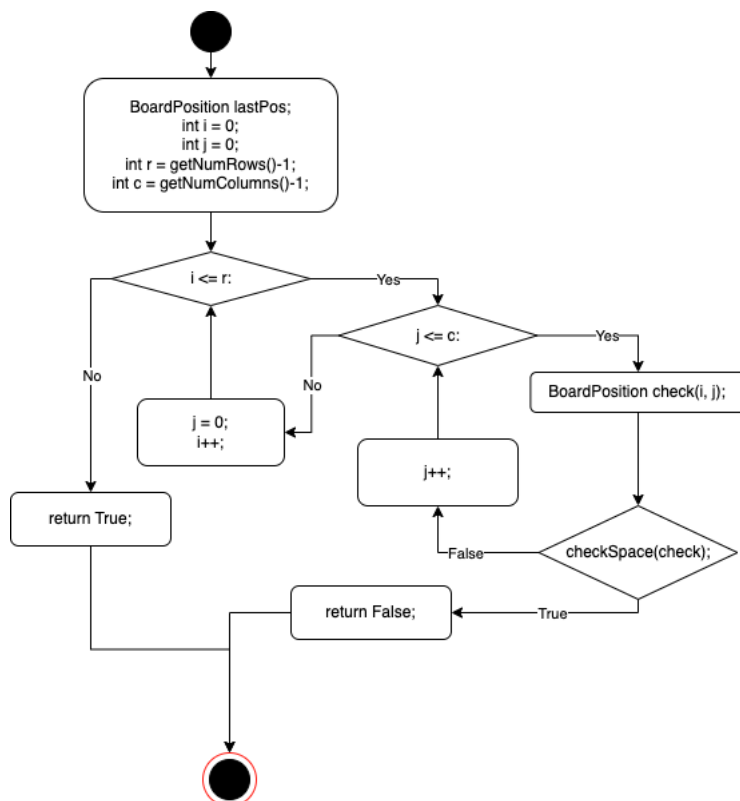 BoardPosition lastPos;
int i = 0;
int j = 0;
int r = getNumRows()-1;
int c = getNumColumns()-1;
i <= r:
Yes
j <= c:
Yes
No
No
BoardPosition check(i, j);
j = 0;
i++;
j++;
return True;
False
checkSpace(check);
return False;
True